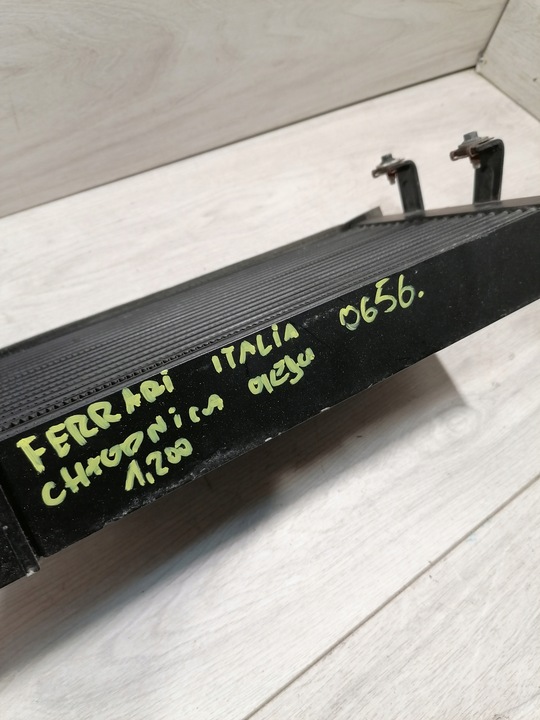 FERRARI ITALIA 0656.
CHŁODNICA OLEJU
1.200